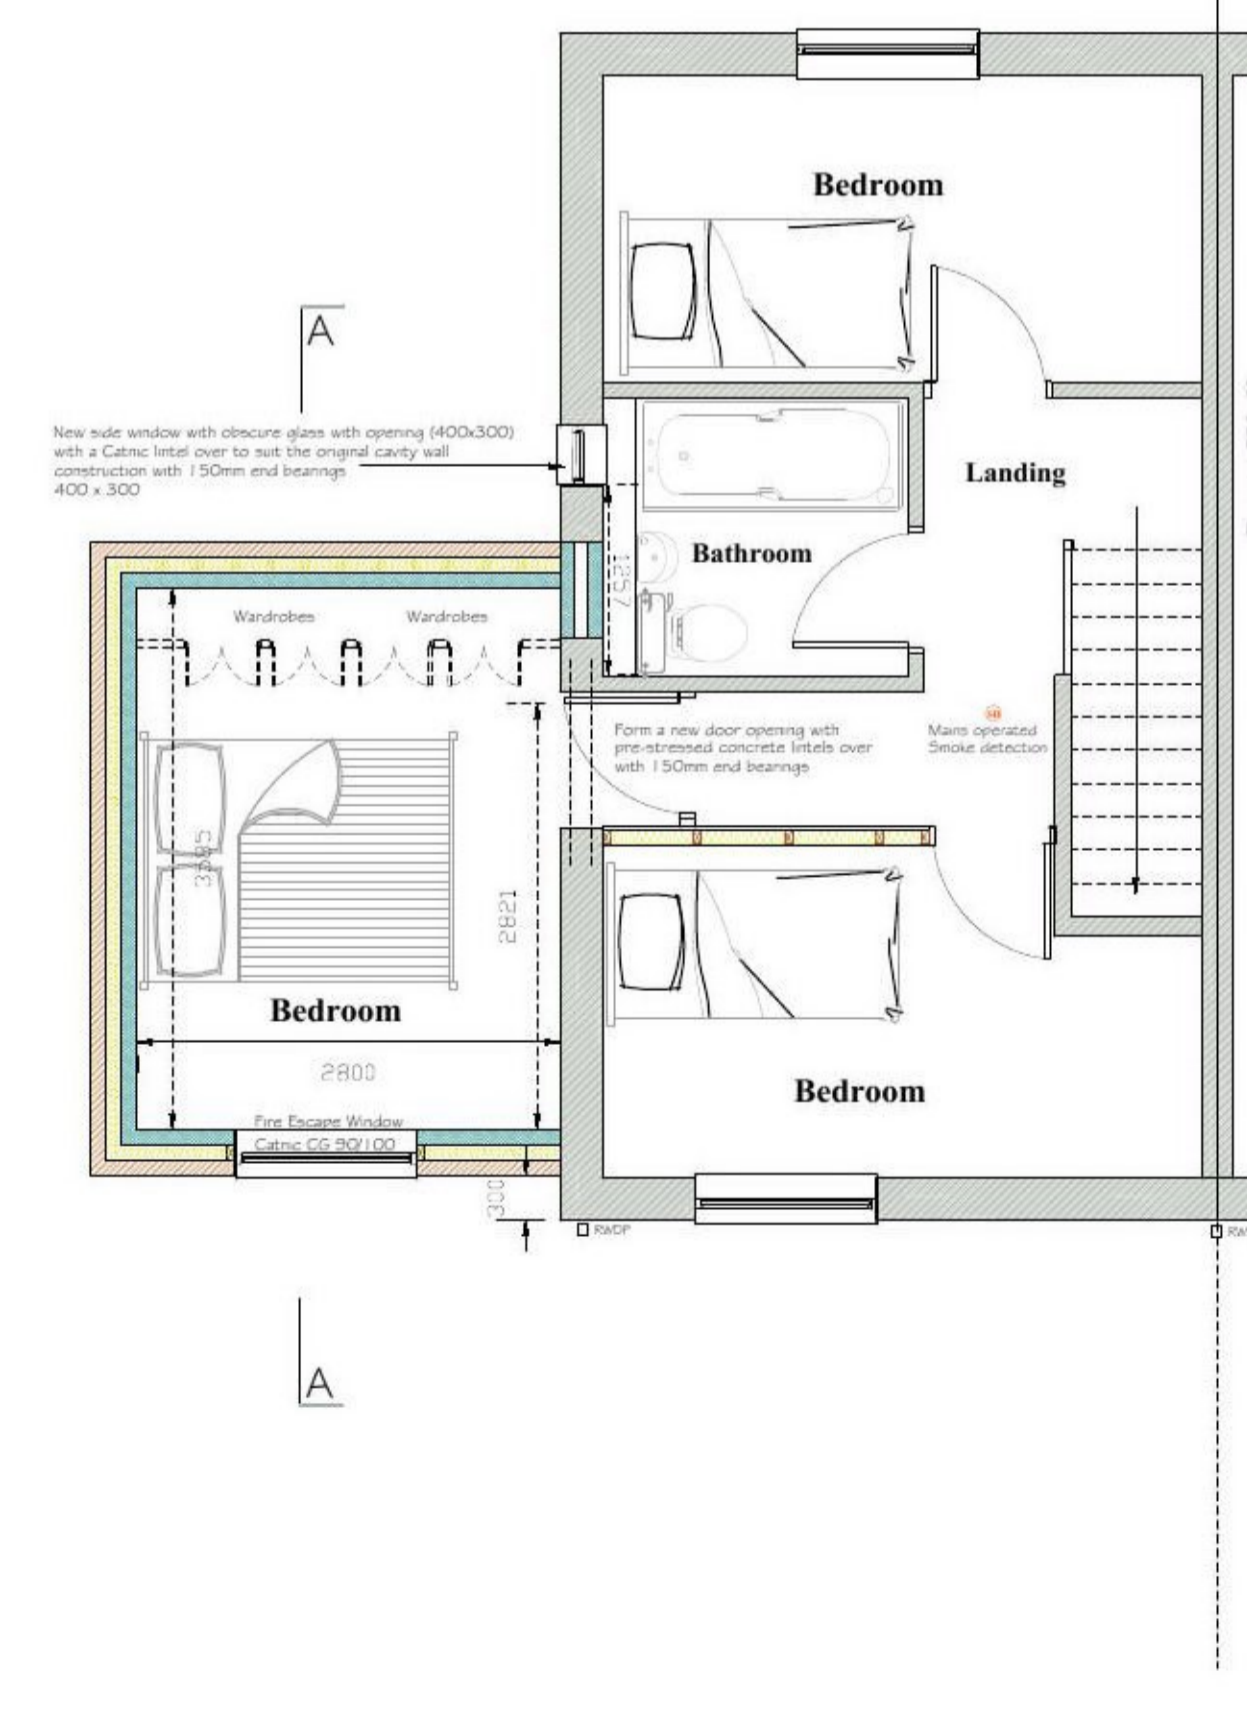 Bedroom
A
New side window with obscure glass with opening (400x300)
with a Catnic lintel over to suit the original cavity wall
construction with 150mm end bearings
400 x 300
Landing
Bathroom
1257
Wardrobes
Wardrobes
Form a new door opening with
pre-stressed concrete lintels over
with 150mm end bearings
Mains operated
Smoke detection
2821
Bedroom
2800
Bedroom
Fire Escape Window
Catnic CG 90/100
300
RWDP
A